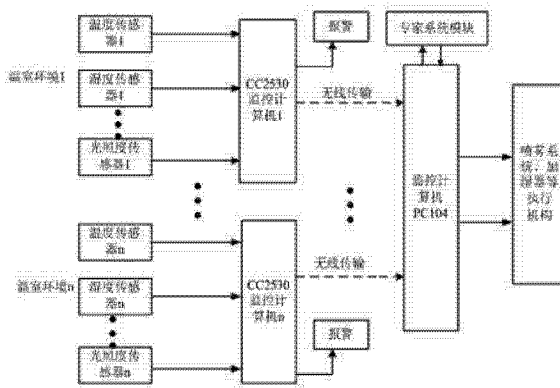 温度传感
器1
温室环境1
湿度传感
器1
光照度传
感器1
CC2530
监控计
算机1
报警
无线传输
专家系统模块
监控计
算机
PC104
喷雾系
统、加
湿器等
执行
机构
温度传感
器n
温室环境n
湿度传感
器n
光照度传
感器n
CC2530
监控计
算机n
无线传输
报警